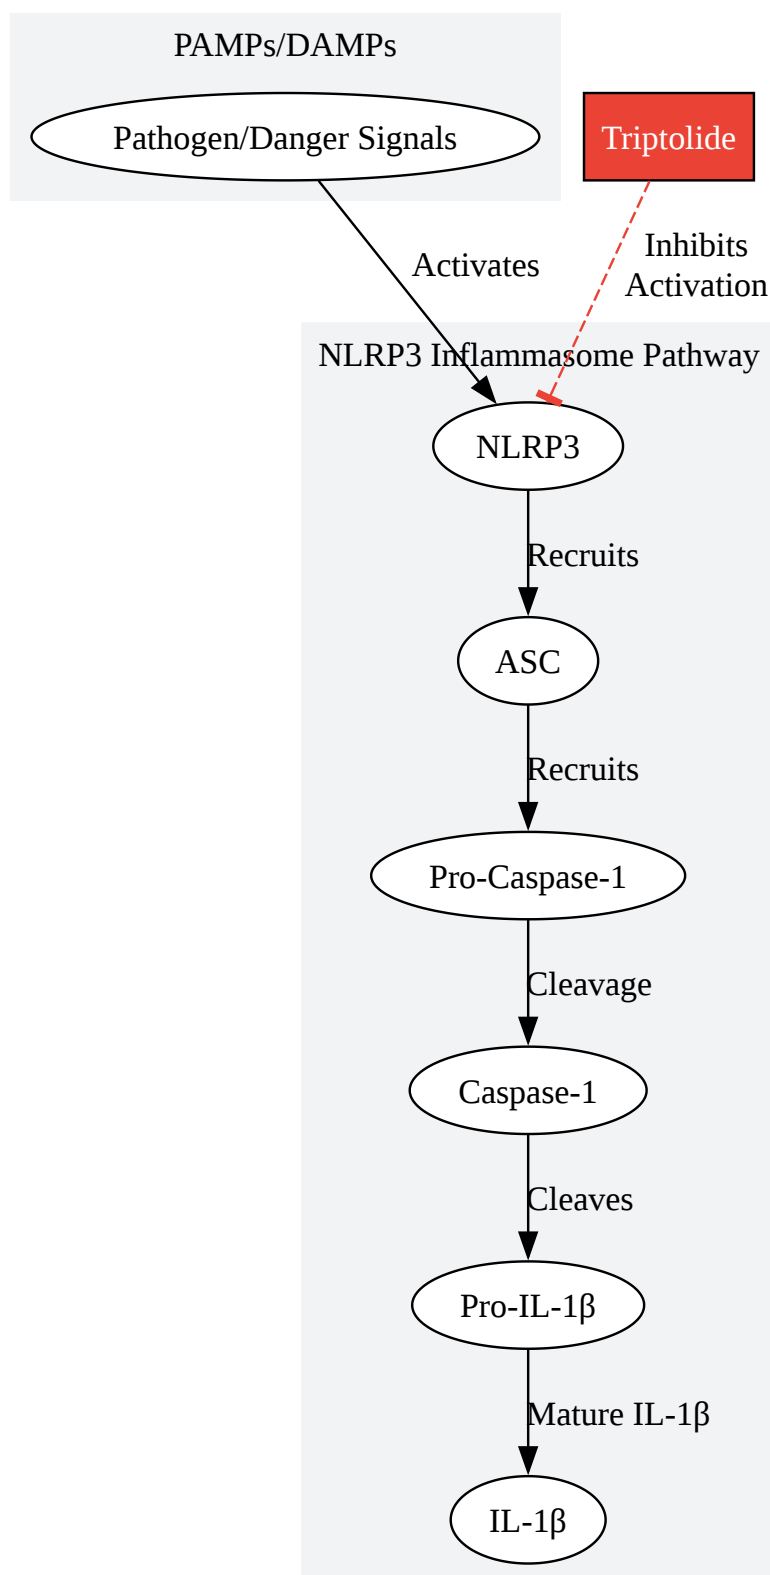 PAMPs/DAMPs
Pathogen/Danger Signals
Triptolide
Activates
Inhibits
Activation
NLRP3 Inflammasome Pathway
NLRP3
Recruits
ASC
Recruits
Pro-Caspase-1
Cleavage
Caspase-1
Cleaves
Pro-IL-1β
Mature IL-1β
IL-1β